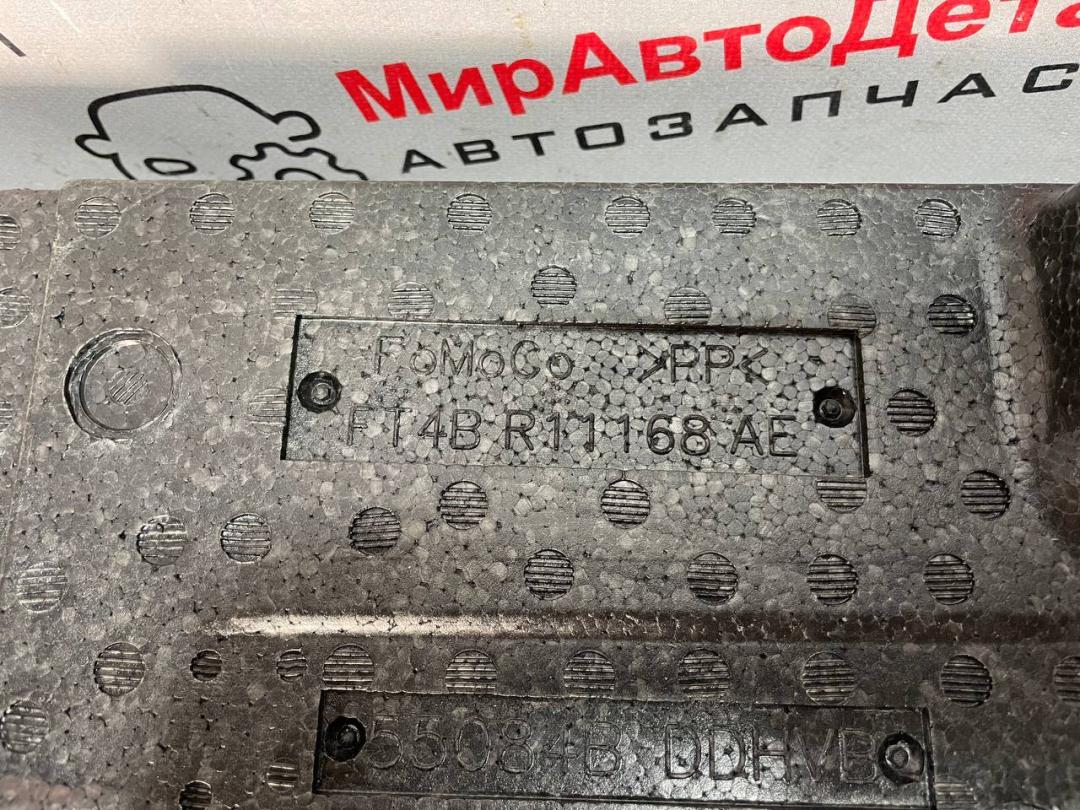 МирАвтоДета
АВТОЗАПЧАС
FoMoCo >PP<
FT4B R11168 AE
55084B DDHVB